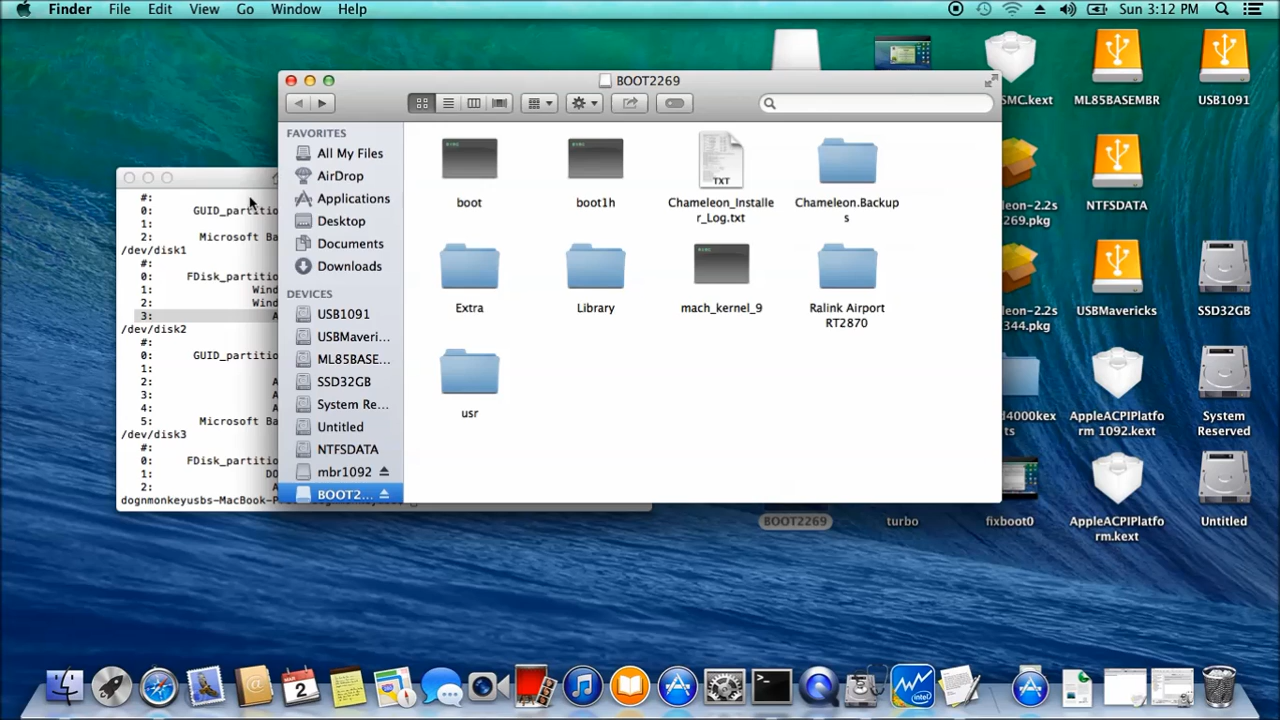 Finder File Edit View Go Window Help
Sun 3:12 PM
BOOT2269
FAVORITES
All My Files
AirDrop
Applications
Desktop
Documents
Downloads
DEVICES
USB1091
USBMaveri...
ML85BASE...
SSD32GB
System Re...
Untitled
NTFSDATA
mbr1092
BOOT2...
boot
boot1h
TXT
Chameleon_Installe
r_Log.txt
Chameleon.Backup
s
Extra
Library
mach_kernel_9
Ralink Airport
RT2870
usr
#:
0: GUID_partitio
1:
2: Microsoft Ba
/dev/disk1
#:
0: FDisk_partitio
1: Wind
2: Wind
3: A
/dev/disk2
#:
0: GUID_partitio
1:
2: A
3: A
4: A
5: Microsoft Ba
/dev/disk3
#:
0: FDisk_partitio
1: DO
dognmonkeyusbs-MacBook-P
SMC.kext
ML85BASEMBR
USB1091
eon-2.2s
269.pkg
NTFSDATA
eon-2.2s
344.pkg
USBMavericks
SSD32GB
d4000kex
ts
AppleACPIPlatfo
rm 1092.kext
System
Reserved
BOOT2269
turbo
fixboot0
AppleACPIPlatfo
rm.kext
Untitled
MAR
2
intel